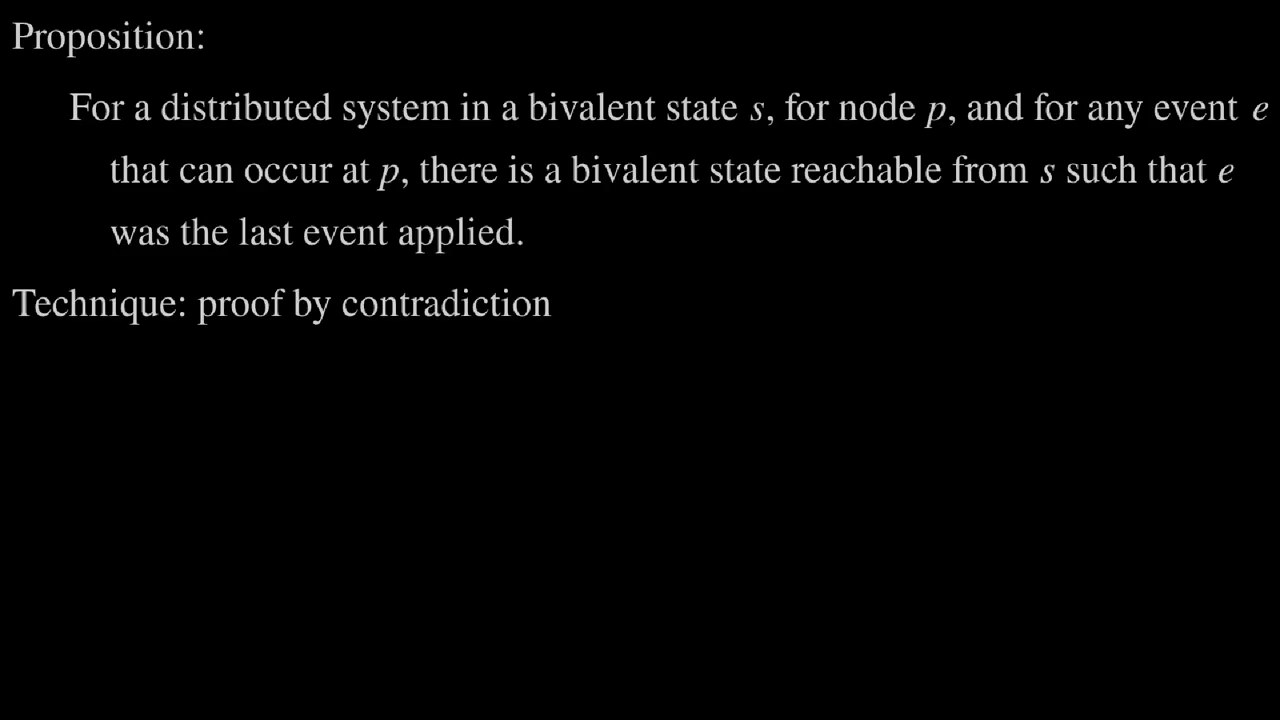 Proposition:
For a distributed system in a bivalent state s, for node p, and for any event e
that can occur at p, there is a bivalent state reachable from s such that e
was the last event applied.
Technique: proof by contradiction